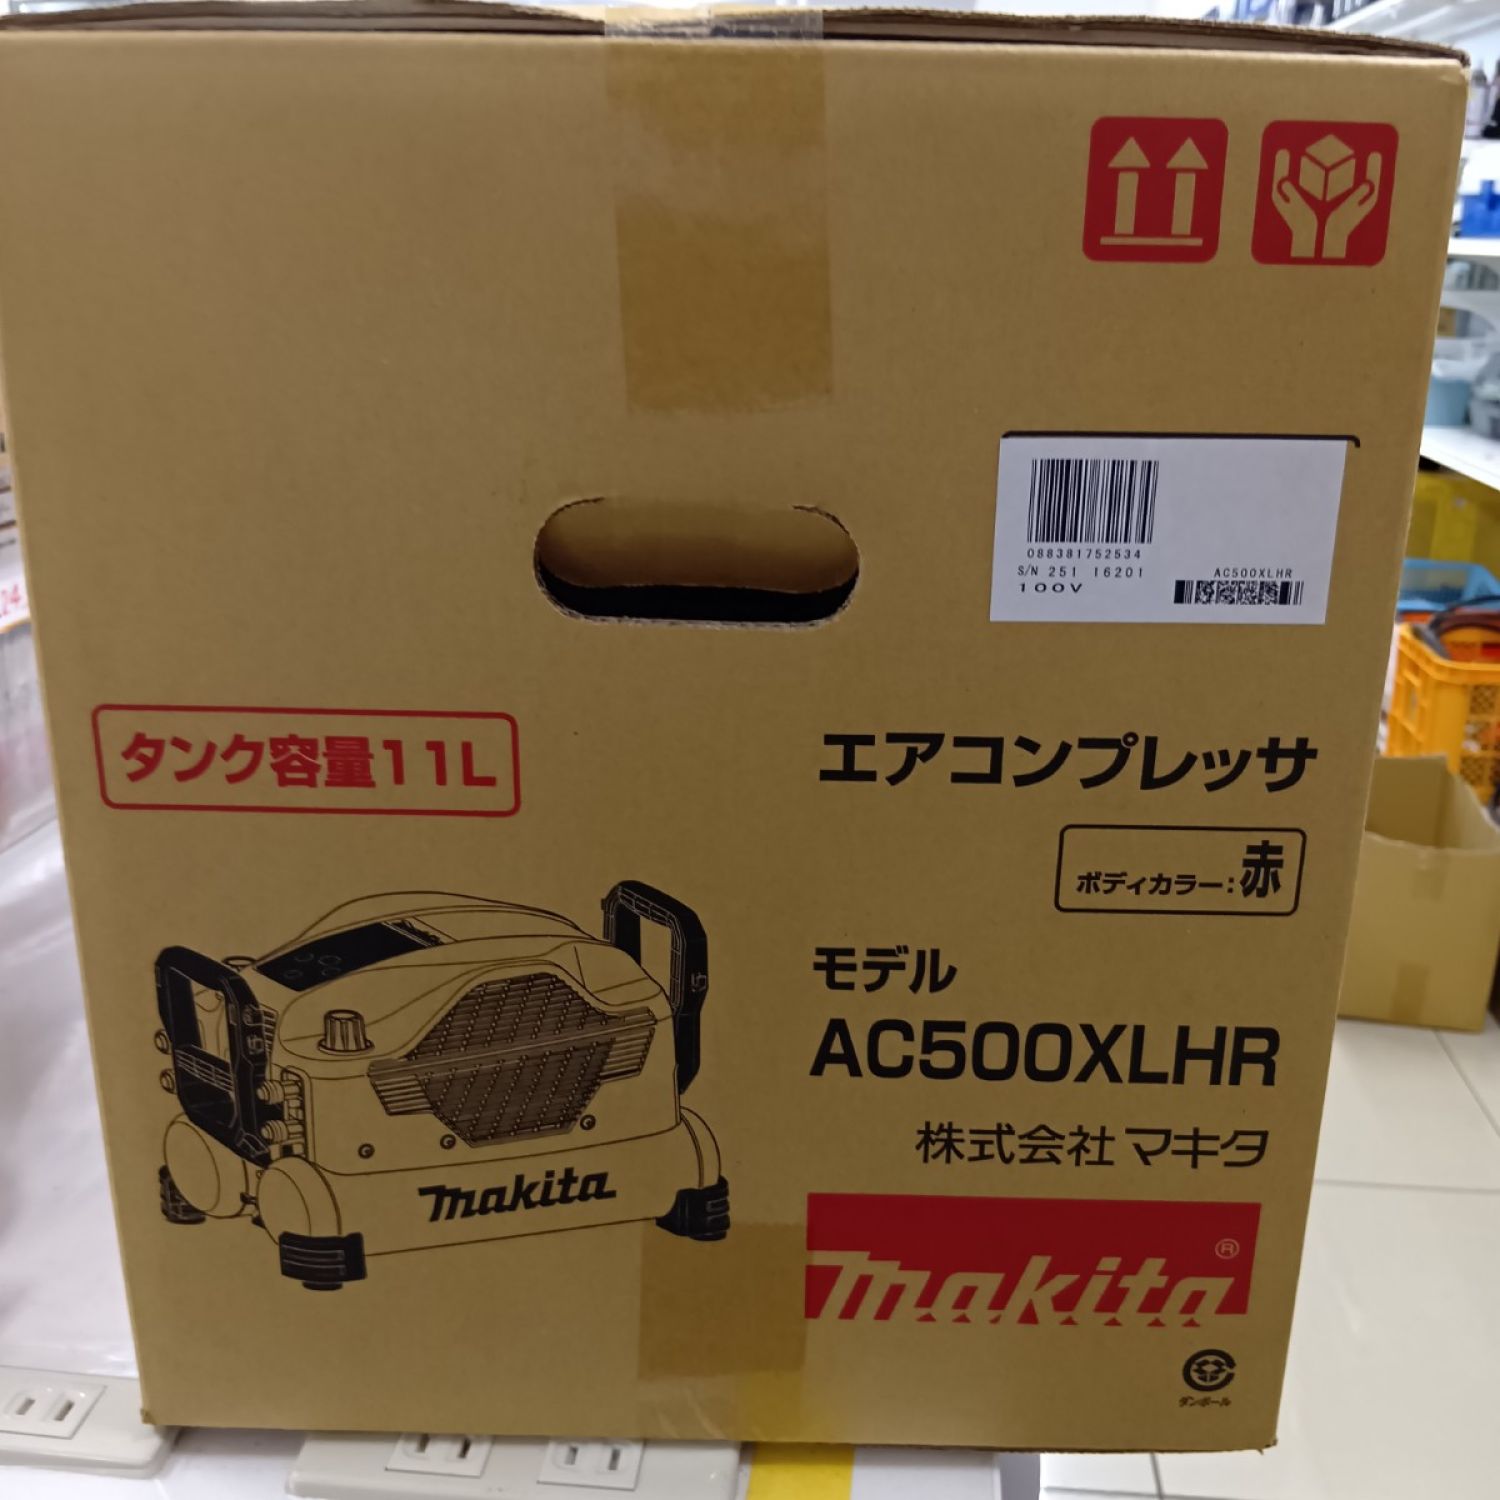 088381752534
S/N 251 16201
100V
AC500XLHR
タンク容量11L
エアコンプレッサ
ボディカラー:赤
モデル
AC500XLHR
株式会社マキタ
makita
makita®
ダンボール
24